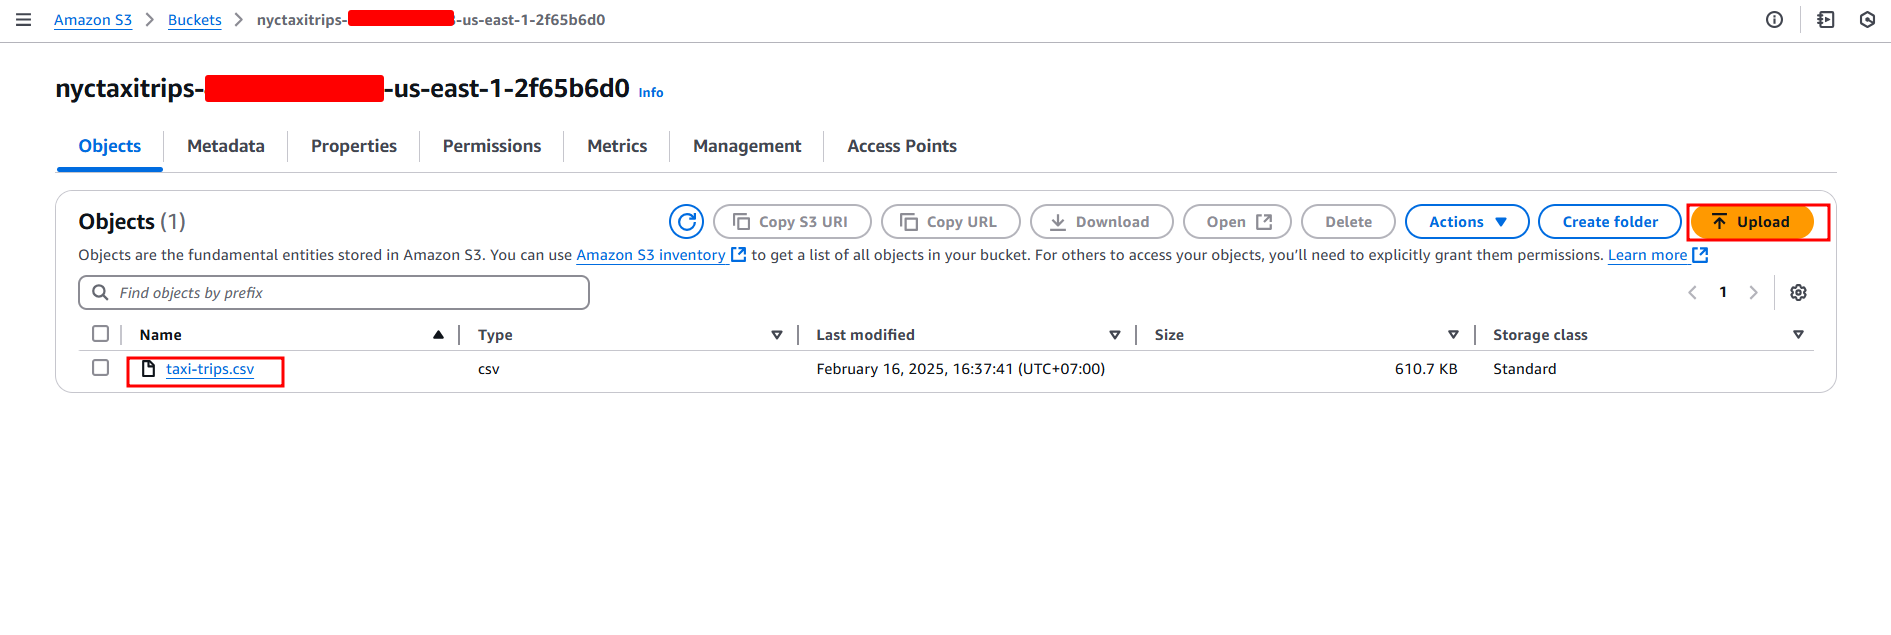 Amazon S3 > Buckets > nyctaxitrips- -us-east-1-2f65b6d0
nyctaxitrips- -us-east-1-2f65b6d0 Info
Objects Metadata Properties Permissions Metrics Management Access Points
Objects (1) Copy S3 URI Copy URL Download Open Delete Actions Create folder Upload
Objects are the fundamental entities stored in Amazon S3. You can use Amazon S3 inventory to get a list of all objects in your bucket. For others to access your objects, you'll need to explicitly grant them permissions. Learn more
Find objects by prefix 1
Name Type Last modified Size Storage class
taxi-trips.csv csv February 16, 2025, 16:37:41 (UTC+07:00) 610.7 KB Standard